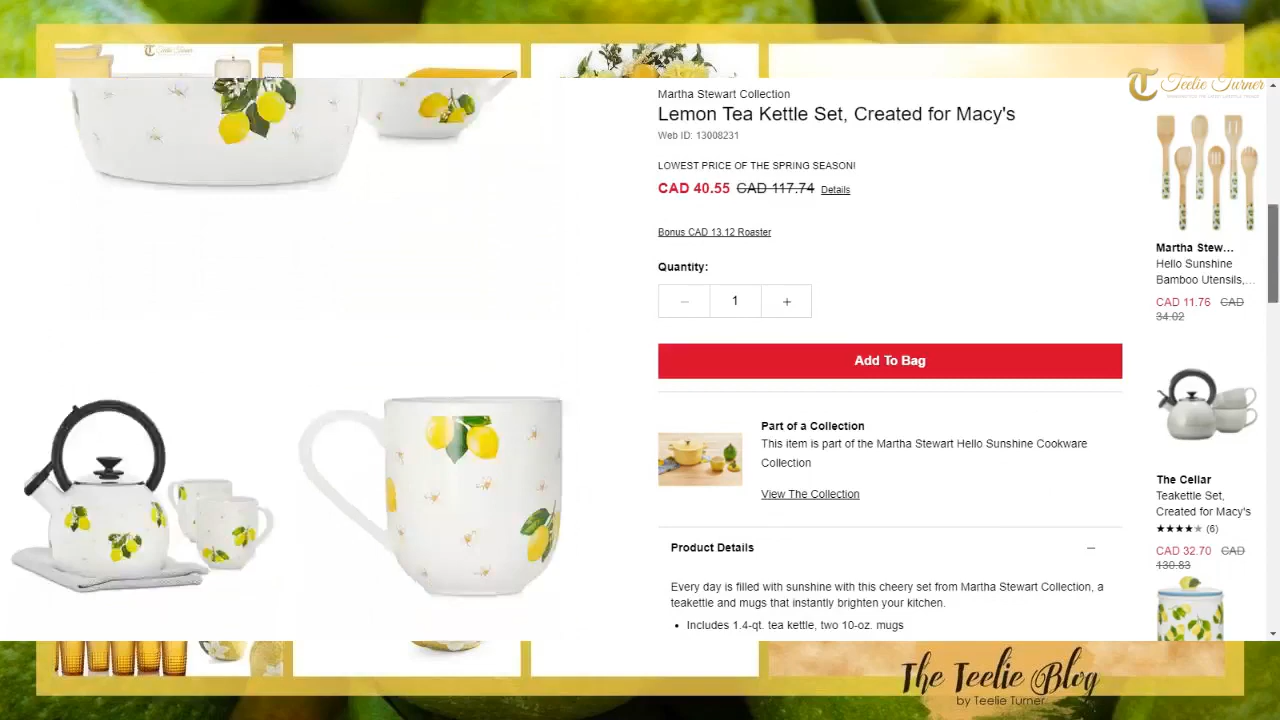 Teelie Turner
Teelie Turner
Martha Stewart Collection
Lemon Tea Kettle Set, Created for Macy's
Web ID: 13008231
LOWEST PRICE OF THE SPRING SEASON!
CAD 40.55 CAD 117.74 Details
Bonus CAD 13.12 Roaster
Quantity:
− 1 +
Add To Bag
Part of a Collection
This item is part of the Martha Stewart Hello Sunshine Cookware
Collection
View The Collection
Product Details
Every day is filled with sunshine with this cheery set from Martha Stewart Collection, a
teakettle and mugs that instantly brighten your kitchen.
• Includes 1.4-qt. tea kettle, two 10-oz. mugs
Martha Stew...
Hello Sunshine
Bamboo Utensils,...
CAD 11.76 CAD
34.02
The Cellar
Teakettle Set,
Created for Macy's
(6)
CAD 32.70 CAD
130.83
The Teelie Blog
by Teelie Turner